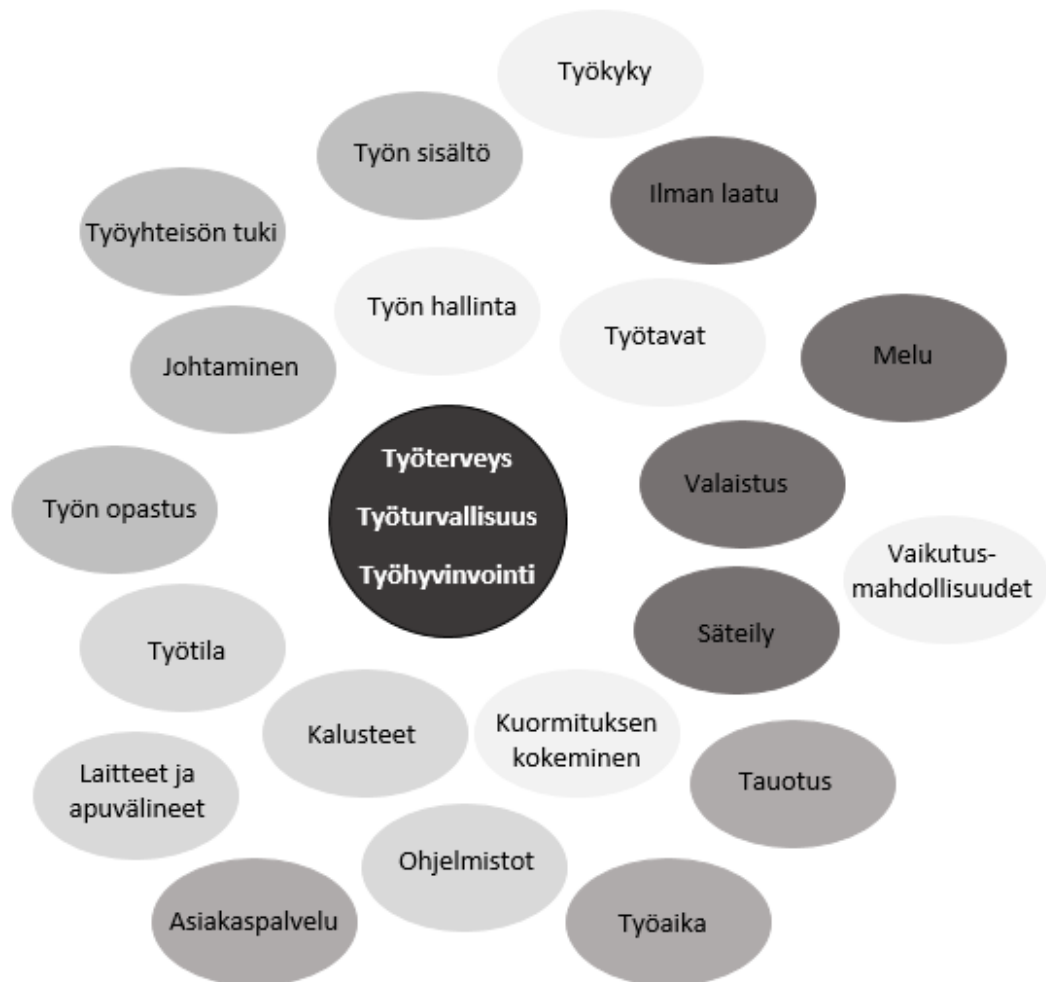 Työkyky
Työn sisältö
Ilman laatu
Työyhteisön tuki
Työn hallinta
Työtavat
Melu
Johtaminen
Työterveys
Työturvallisuus
Työhyvinvointi
Valaistus
Työn opastus
Vaikutus-
mahdollisuudet
Säteily
Työtila
Kalusteet
Kuormituksen
kokeminen
Laitteet ja
apuvälineet
Tauotus
Ohjelmistot
Asiakaspalvelu
Työaika